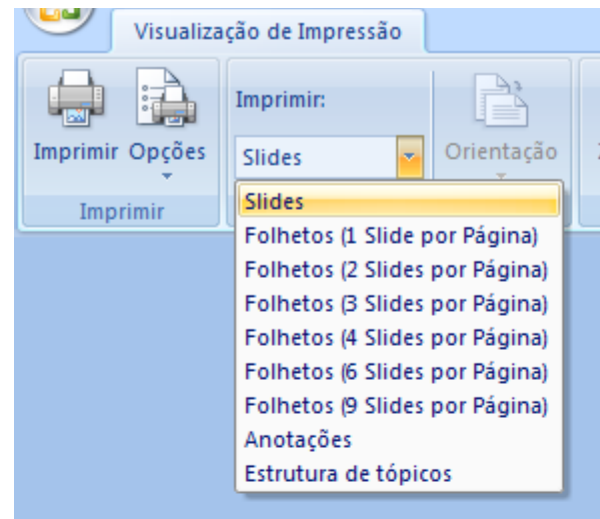 Visualização de Impressão
Imprimir:
Imprimir Opções
Slides
Orientação
Imprimir
Slides
Folhetos (1 Slide por Página)
Folhetos (2 Slides por Página)
Folhetos (3 Slides por Página)
Folhetos (4 Slides por Página)
Folhetos (6 Slides por Página)
Folhetos (9 Slides por Página)
Anotações
Estrutura de tópicos